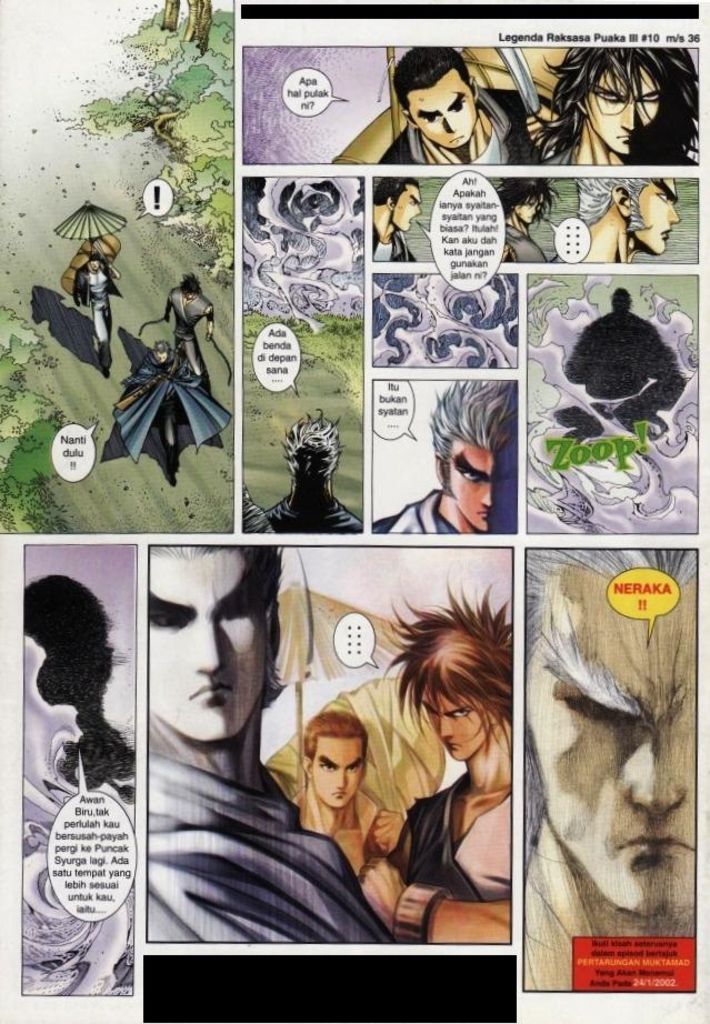 Legenda Raksasa Puaka III #10 m/s 36
!
Nanti
dulu
!!
Apa
hal pulak
ni?
Ada
benda
di depan
sana
....
Ah!
Apakah
ianya syaitan-
syaitan yang
biasa? Itulah!
Kan aku dah
kata jangan
gunakan
jalan ni?
Itu
bukan
syatan
....
Zoop!
Awan
Biru,tak
perlulah kau
bersusah-payah
pergi ke Puncak
Syurga lagi. Ada
satu tempat yang
lebih sesuai
untuk kau,
iaitu....
NERAKA
!!
Ikuti kisah seterusnya
dalam episod bertajuk
PERTARUNGAN MUKTAMAD
Yang Akan Menemui
Anda Pada 24/1/2002.